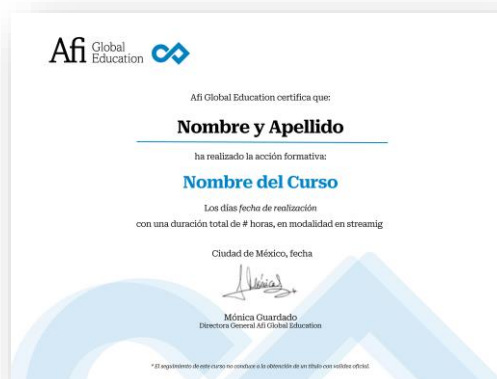 Afi Global Education
Afi Global Education certifica que:
Nombre y Apellido
ha realizado la acción formativa:
Nombre del Curso
Los días fecha de realización
con una duración total de # horas, en modalidad en streamig
Ciudad de México, fecha
Mónica Guardado
Directora General Afi Global Education
* El seguimiento de este curso no conduce a la obtención de un título con validez oficial.